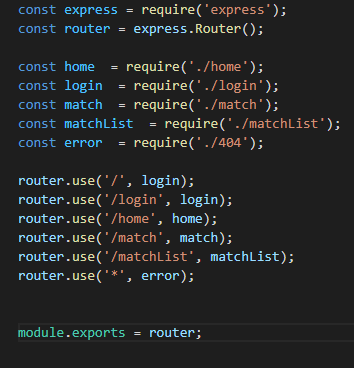 const express = require('express');
const router = express.Router();
const home  = require('./home');
const login  = require('./login');
const match  = require('./match');
const matchList  = require('./matchList');
const error  = require('./404');
router.use('/', login);
router.use('/login', login);
router.use('/home', home);
router.use('/match', match);
router.use('/matchList', matchList);
router.use('*', error);
module.exports = router;